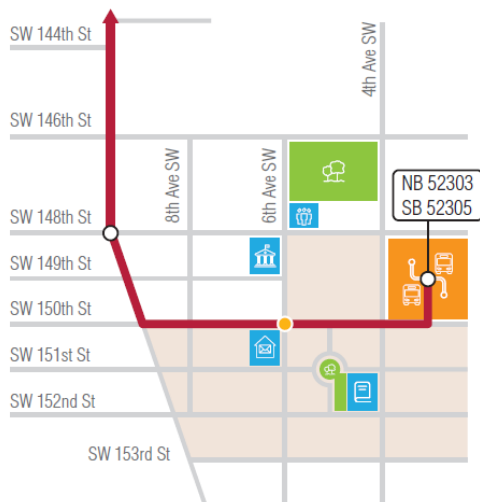 SW 144th St
4th Ave SW
SW 146th St
8th Ave SW
6th Ave SW
NB 52303
SB 52305
SW 148th St
SW 149th St
SW 150th St
SW 151st St
SW 152nd St
SW 153rd St